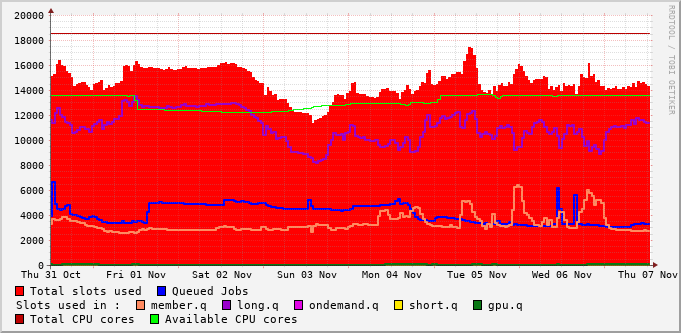 20000
18000
16000
14000
12000
10000
8000
6000
4000
2000
0
Thu 31 Oct Fri 01 Nov Sat 02 Nov Sun 03 Nov Mon 04 Nov Tue 05 Nov Wed 06 Nov Thu 07 Nov
Total slots used Queued Jobs
Slots used in : member.q long.q ondemand.q short.q gpu.q
Total CPU cores Available CPU cores
RRDTOOL / TOBI OETIKER